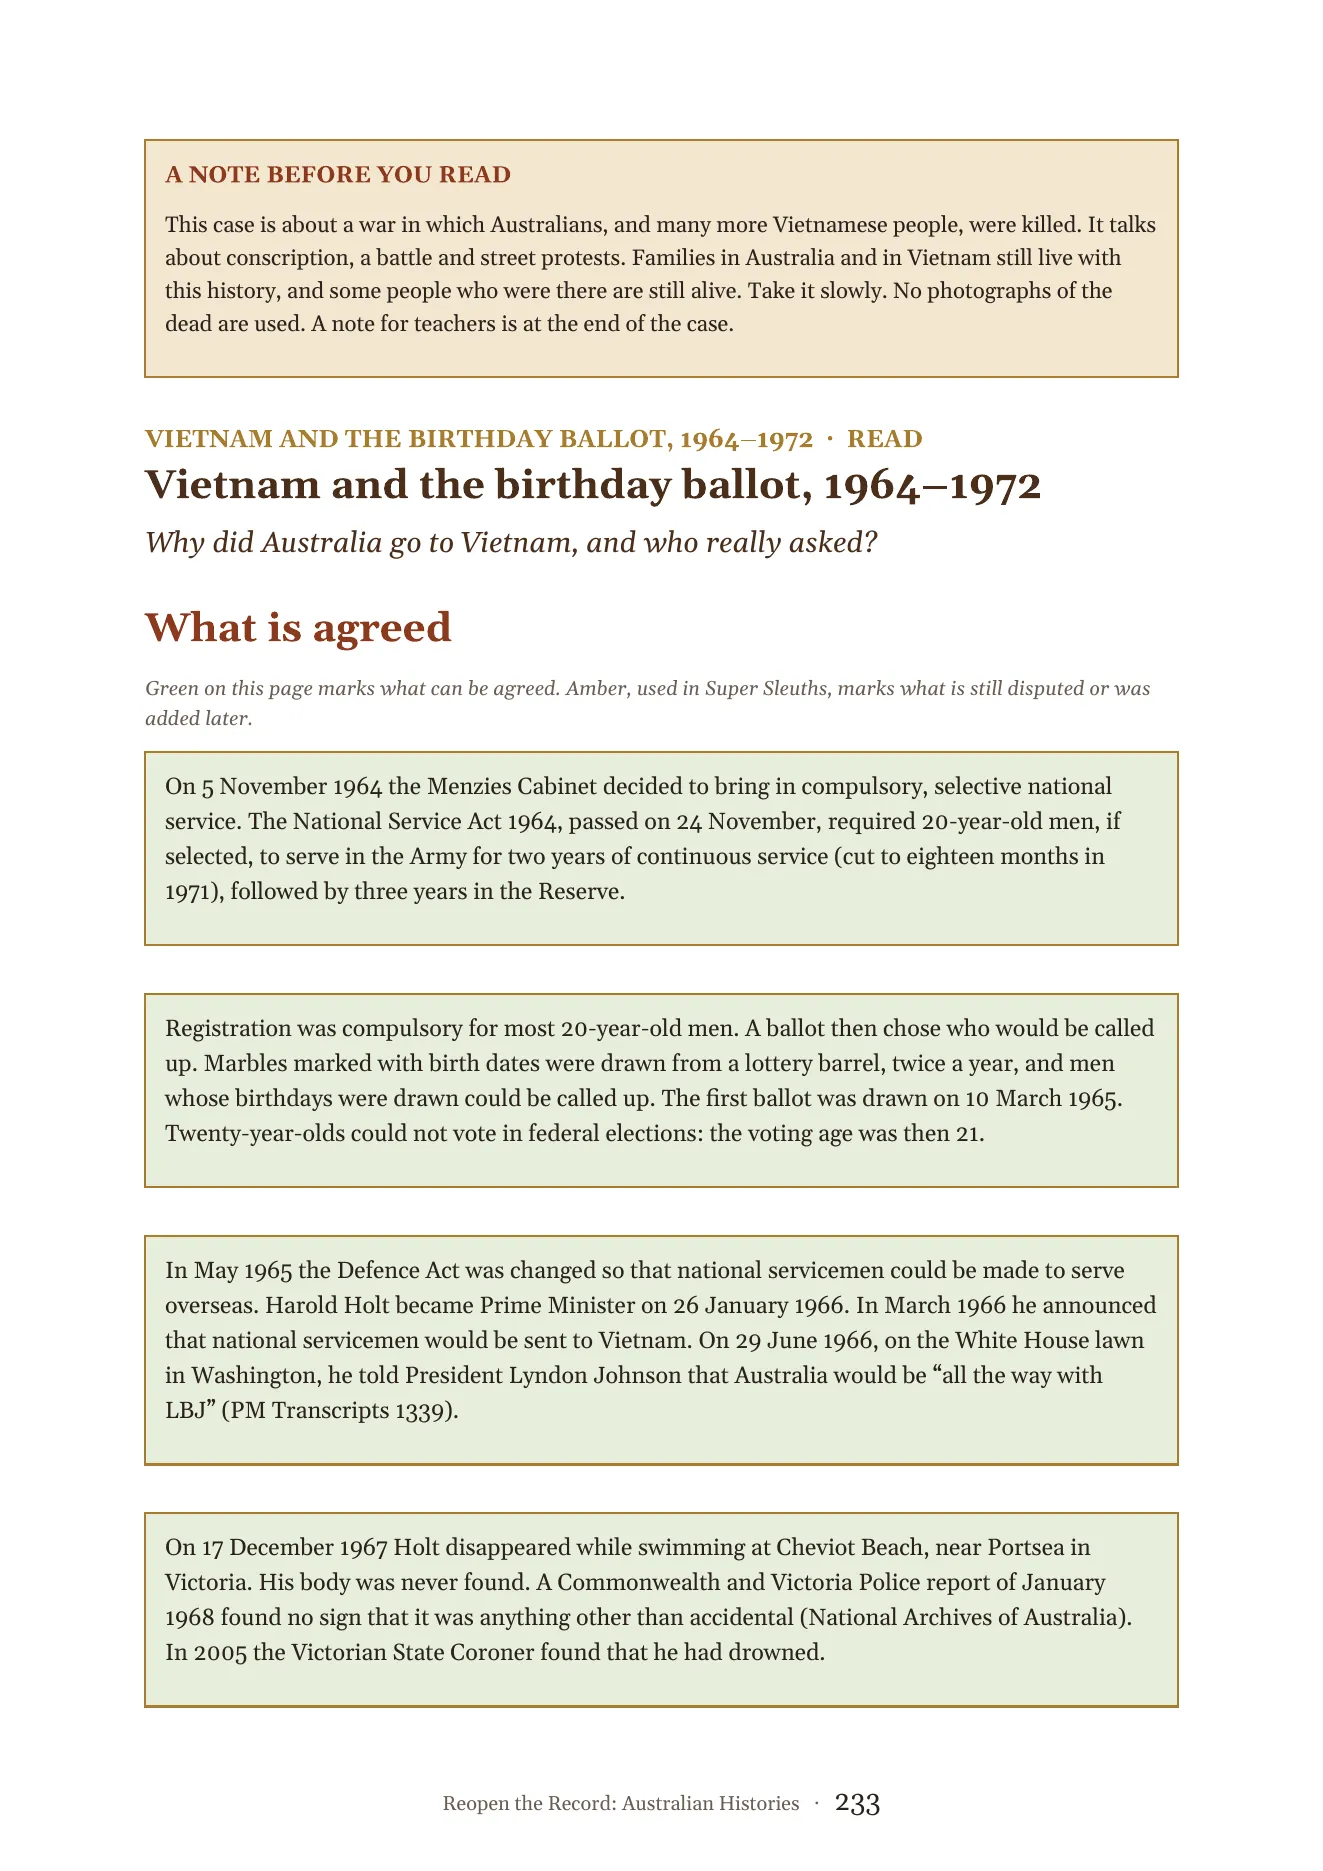 A NOTE BEFORE YOU READ
This case is about a war in which Australians, and many more Vietnamese people, were killed. It talks
about conscription, a battle and street protests. Families in Australia and in Vietnam still live with
this history, and some people who were there are still alive. Take it slowly. No photographs of the
dead are used. A note for teachers is at the end of the case.
VIETNAM AND THE BIRTHDAY BALLOT, 1964–1972 · READ
Vietnam and the birthday ballot, 1964–1972
Why did Australia go to Vietnam, and who really asked?
What is agreed
Green on this page marks what can be agreed. Amber, used in Super Sleuths, marks what is still disputed or was
added later.
On 5 November 1964 the Menzies Cabinet decided to bring in compulsory, selective national
service. The National Service Act 1964, passed on 24 November, required 20-year-old men, if
selected, to serve in the Army for two years of continuous service (cut to eighteen months in
1971), followed by three years in the Reserve.
Registration was compulsory for most 20-year-old men. A ballot then chose who would be called
up. Marbles marked with birth dates were drawn from a lottery barrel, twice a year, and men
whose birthdays were drawn could be called up. The first ballot was drawn on 10 March 1965.
Twenty-year-olds could not vote in federal elections: the voting age was then 21.
In May 1965 the Defence Act was changed so that national servicemen could be made to serve
overseas. Harold Holt became Prime Minister on 26 January 1966. In March 1966 he announced
that national servicemen would be sent to Vietnam. On 29 June 1966, on the White House lawn
in Washington, he told President Lyndon Johnson that Australia would be “all the way with
LBJ” (PM Transcripts 1339).
On 17 December 1967 Holt disappeared while swimming at Cheviot Beach, near Portsea in
Victoria. His body was never found. A Commonwealth and Victoria Police report of January
1968 found no sign that it was anything other than accidental (National Archives of Australia).
In 2005 the Victorian State Coroner found that he had drowned.
Reopen the Record: Australian Histories · 233